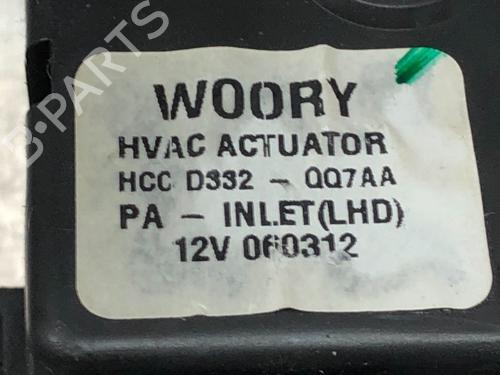 WOORY
HVAC ACTUATOR
HCC D332 - QQ7AA
PA - INLET(LHD)
12V 060312
B-PARTS